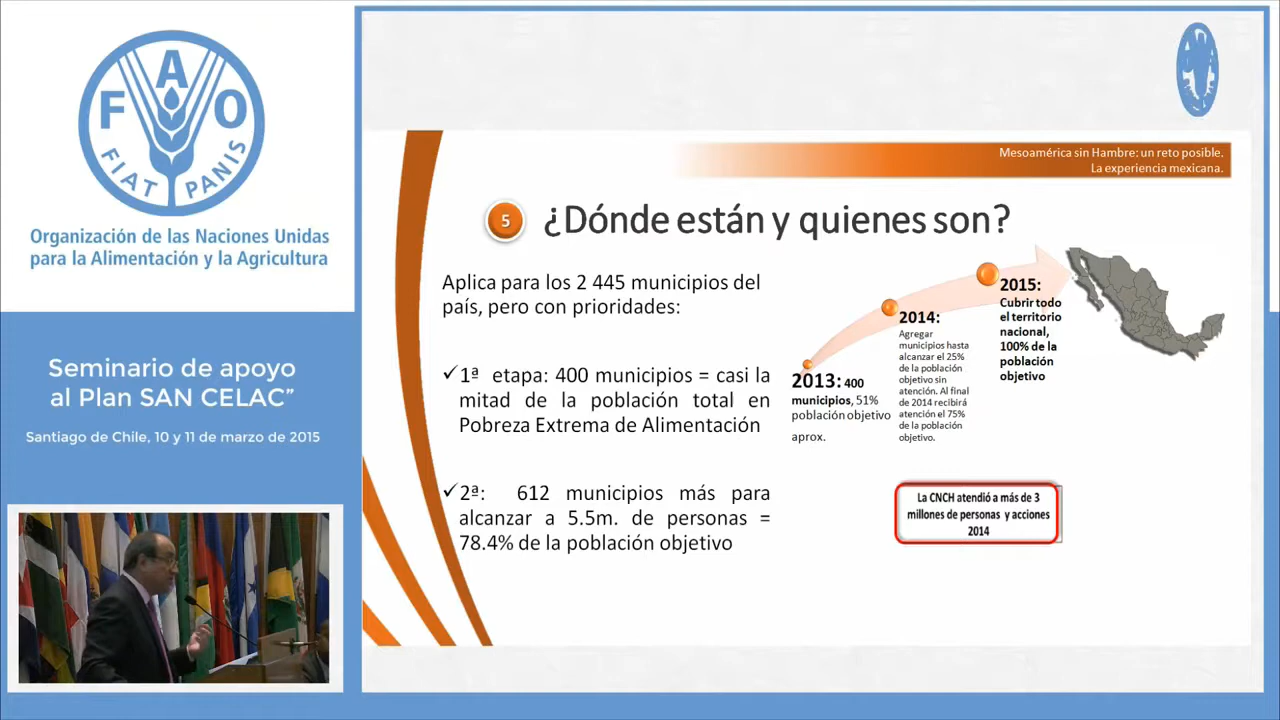 FAO
FIAT PANIS
Organización de las Naciones Unidas
para la Alimentación y la Agricultura
Seminario de apoyo
al Plan SAN CELAC”
Santiago de Chile, 10 y 11 de marzo de 2015
Mesoamérica sin Hambre: un reto posible.
La experiencia mexicana.
5
¿Dónde están y quienes son?
Aplica para los 2 445 municipios del
país, pero con prioridades:
✓1ª etapa: 400 municipios = casi la
mitad de la población total en
Pobreza Extrema de Alimentación
✓2ª: 612 municipios más para
alcanzar a 5.5m. de personas =
78.4% de la población objetivo
2013: 400
municipios, 51%
población objetivo
aprox.
2014:
Agregar
municipios hasta
alcanzar el 25%
de la población
objetivo sin
atención. Al final
de 2014 recibirá
atención el 75%
de la población
objetivo.
2015:
Cubrir todo
el territorio
nacional,
100% de la
población
objetivo
La CNCH atendió a más de 3
millones de personas y acciones
2014